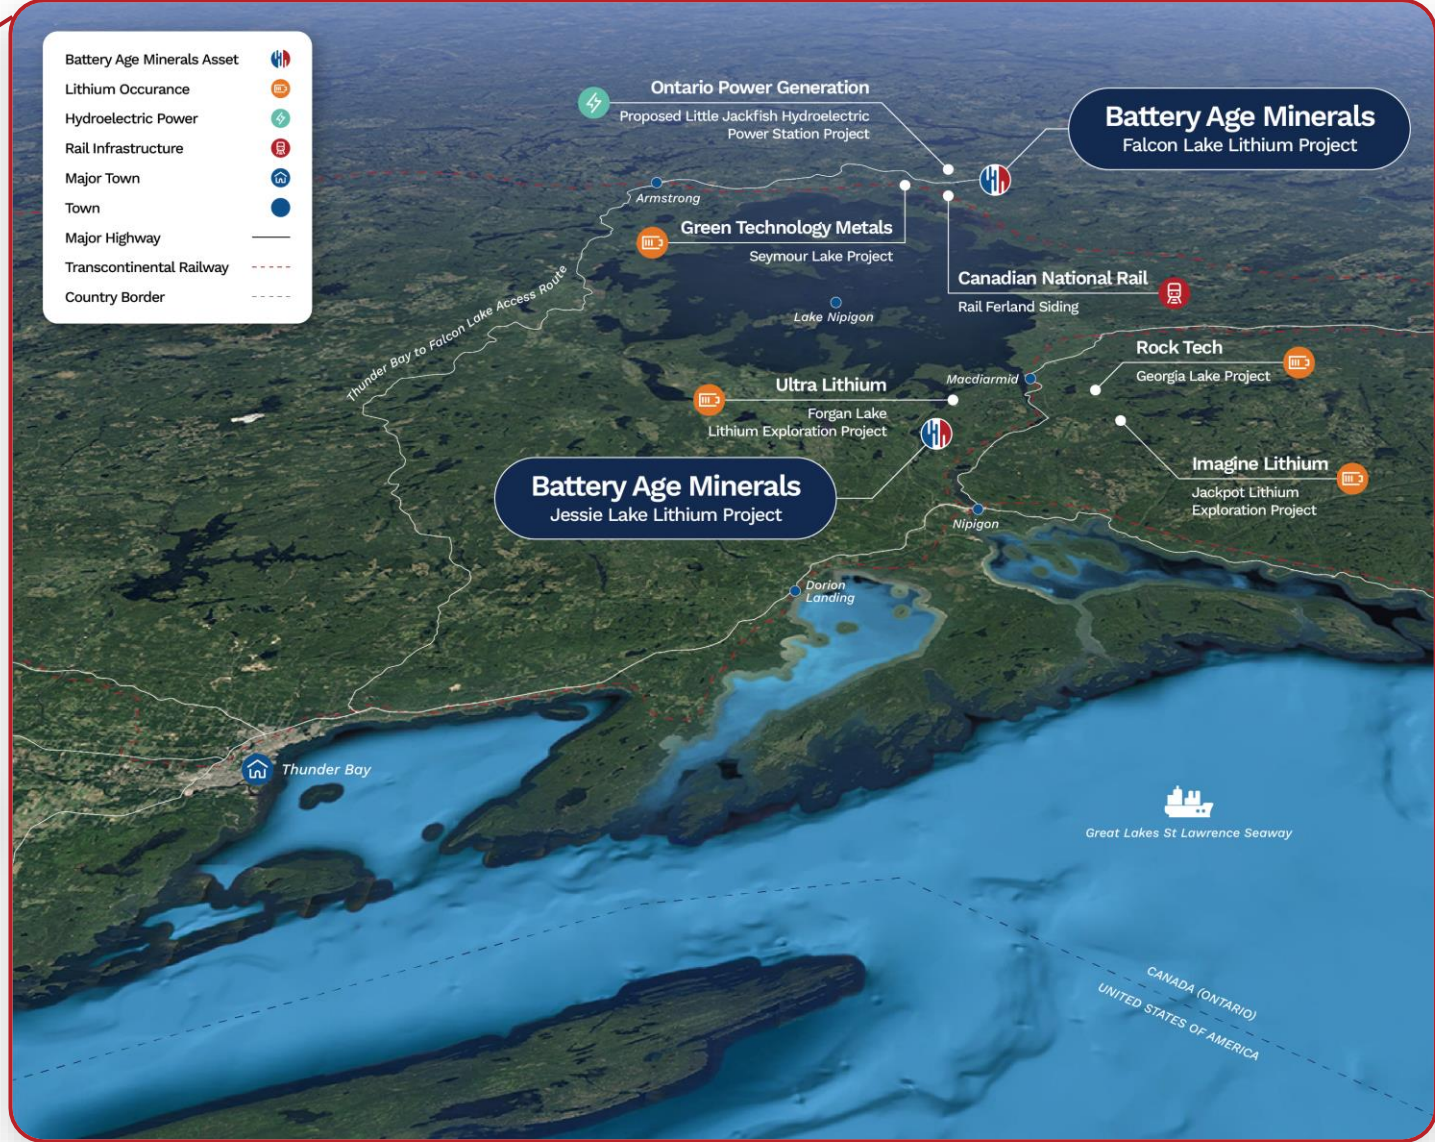 Battery Age Minerals Asset
Lithium Occurance
Hydroelectric Power
Rail Infrastructure
Major Town
Town
Major Highway
Transcontinental Railway
Country Border
Ontario Power Generation
Proposed Little Jackfish Hydroelectric
Power Station Project
Battery Age Minerals
Falcon Lake Lithium Project
Armstrong
Green Technology Metals
Seymour Lake Project
Canadian National Rail
Rail Ferland Siding
Thunder Bay to Falcon Lake Access Route
Lake Nipigon
Rock Tech
Georgia Lake Project
Macdiarmid
Ultra Lithium
Forgan Lake
Lithium Exploration Project
Imagine Lithium
Jackpot Lithium
Exploration Project
Battery Age Minerals
Jessie Lake Lithium Project
Nipigon
Dorion
Landing
Thunder Bay
Great Lakes St Lawrence Seaway
CANADA (ONTARIO)
UNITED STATES OF AMERICA